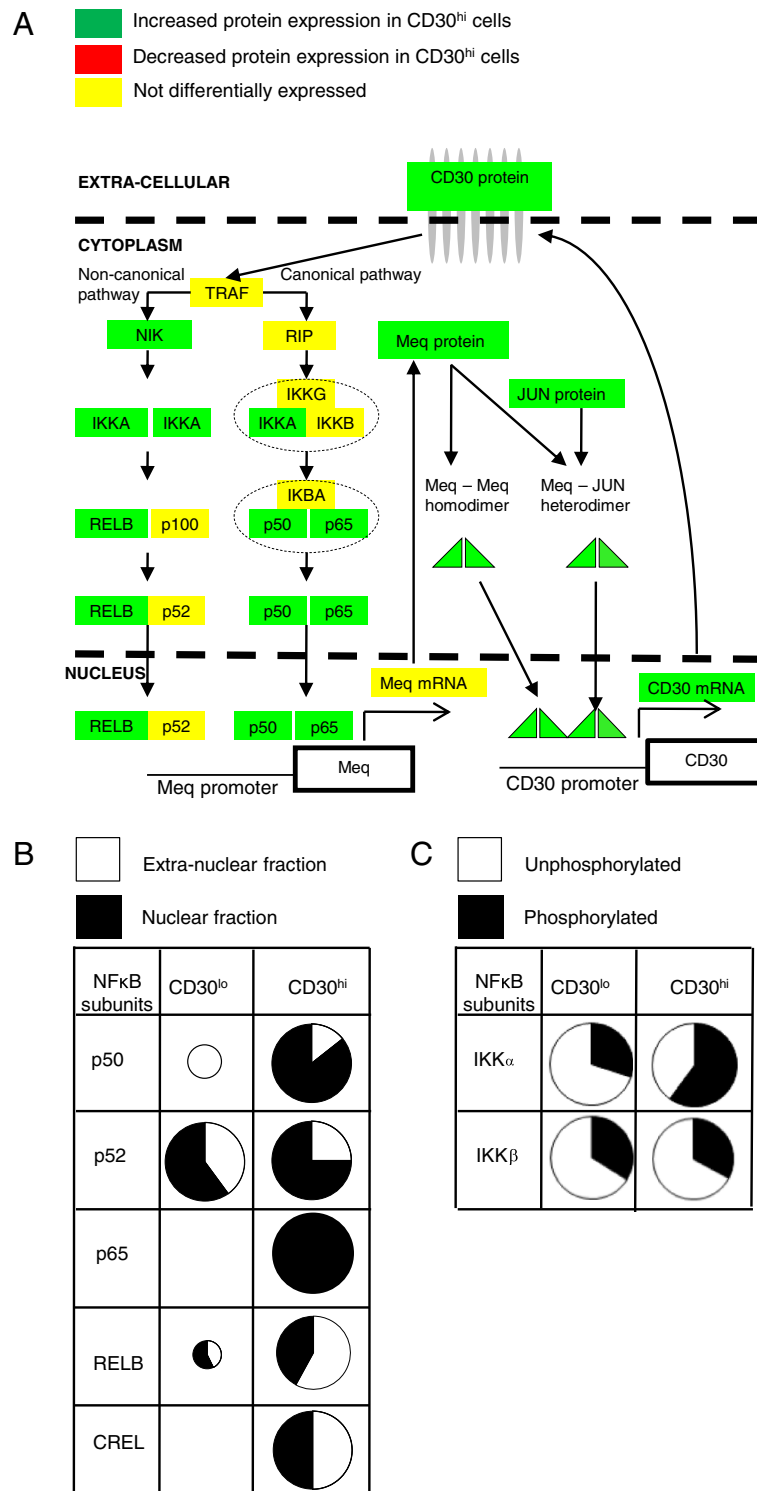 A
Increased protein expression in CD30hi cells
Decreased protein expression in CD30hi cells
Not differentially expressed
EXTRA-CELLULAR
CD30 protein
CYTOPLASM
Non-canonical
pathway
Canonical pathway
TRAF
NIK
RIP
Meq protein
IKKG
JUN protein
IKKA
IKKA
IKKA
IKKB
Meq – Meq
homodimer
Meq – JUN
heterodimer
IKBA
RELB
p100
p50
p65
RELB
p52
p50
p65
NUCLEUS
Meq mRNA
CD30 mRNA
RELB
p52
p50
p65
Meq promoter
Meq
CD30 promoter
CD30
B
Extra-nuclear fraction
Nuclear fraction
NFκB
subunits
CD30lo
CD30hi
p50
p52
p65
RELB
CREL
C
Unphosphorylated
Phosphorylated
NFκB
subunits
CD30lo
CD30hi
IKKα
IKKβ